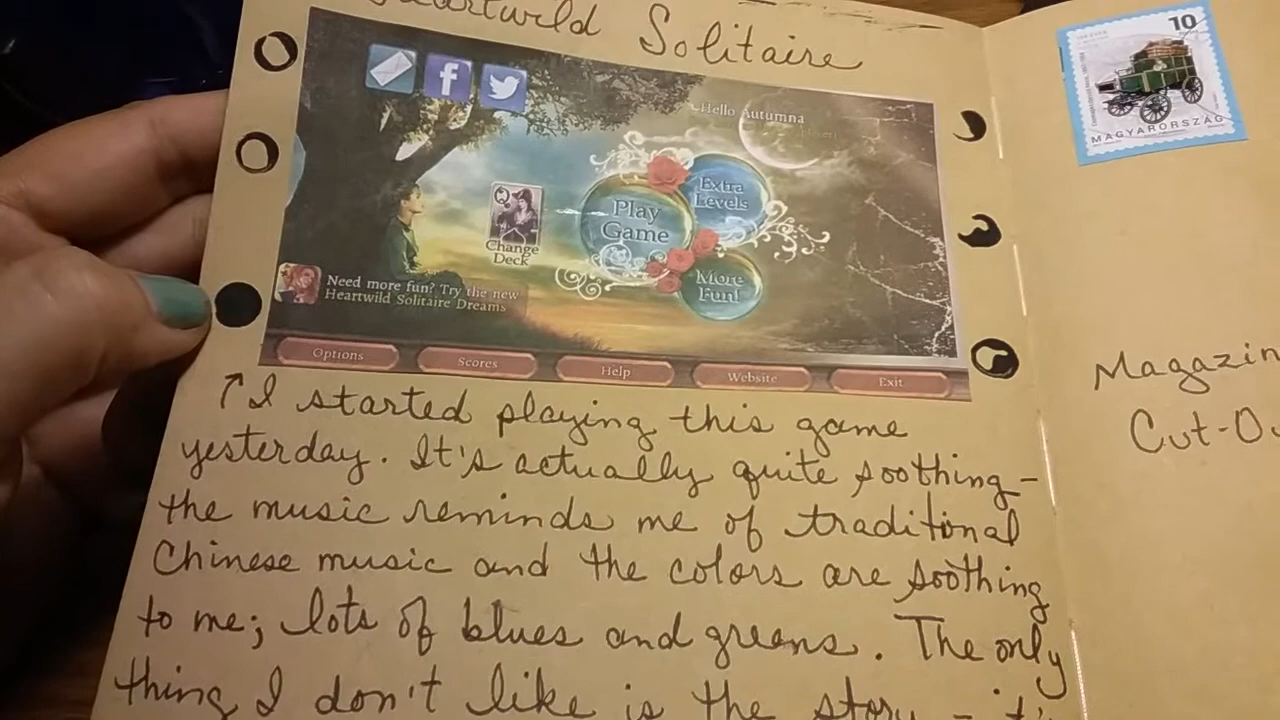 Heartwild Solitaire
Hello Autumna
Extra
Levels
Play
Game
Q
Change
Deck
More
Fun!
Need more fun? Try the new
Heartwild Solitaire Dreams
Options
Scores
Help
Website
Exit
↑ I started playing this game
yesterday. It's actually quite soothing -
the music reminds me of traditional
Chinese music and the colors are soothing
to me; lots of blues and greens. The only
thing I don't like is the story -
10
MAGYARORSZÁG
Magazin
Cut-Ou